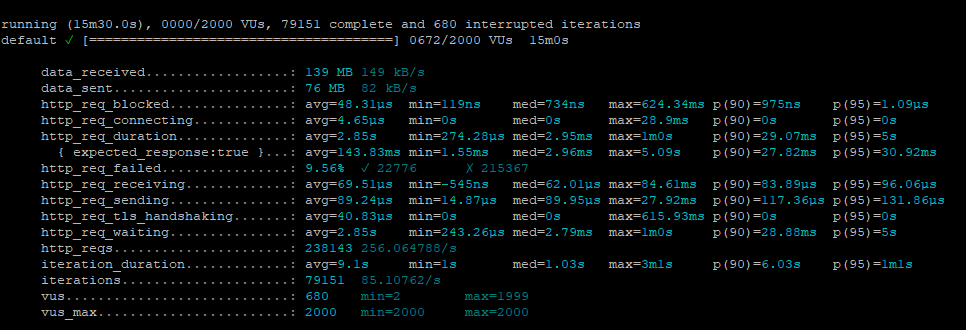 running (15m30.0s), 0000/2000 VUs, 79151 complete and 680 interrupted iterations
default ✓ [======================================] 0672/2000 VUs  15m0s
data_received..................: 139 MB 149 kB/s
data_sent......................: 76 MB  82 kB/s
http_req_blocked...............: avg=48.31µs  min=119ns    med=734ns   max=624.34ms p(90)=975ns    p(95)=1.09µs
http_req_connecting............: avg=4.65µs   min=0s       med=0s      max=28.9ms   p(90)=0s       p(95)=0s
http_req_duration..............: avg=2.85s    min=274.28µs med=2.95ms  max=1m0s     p(90)=29.07ms  p(95)=5s
{ expected_response:true }...: avg=143.83ms min=1.55ms   med=2.96ms  max=5.09s    p(90)=27.82ms  p(95)=30.92ms
http_req_failed................: 9.56%  ✓ 22776      ✗ 215367
http_req_receiving.............: avg=69.51µs  min=-545ns   med=62.01µs max=84.61ms  p(90)=83.89µs  p(95)=96.06µs
http_req_sending...............: avg=89.24µs  min=14.87µs  med=89.95µs max=27.92ms  p(90)=117.36µs p(95)=131.86µs
http_req_tls_handshaking.......: avg=40.83µs  min=0s       med=0s      max=615.93ms p(90)=0s       p(95)=0s
http_req_waiting...............: avg=2.85s    min=243.26µs med=2.79ms  max=1m0s     p(90)=28.88ms  p(95)=5s
http_reqs......................: 238143 256.064788/s
iteration_duration.............: avg=9.1s     min=1s       med=1.03s   max=3m1s     p(90)=6.03s    p(95)=1m1s
iterations.....................: 79151  85.10762/s
vus............................: 680    min=2        max=1999
vus_max........................: 2000   min=2000     max=2000